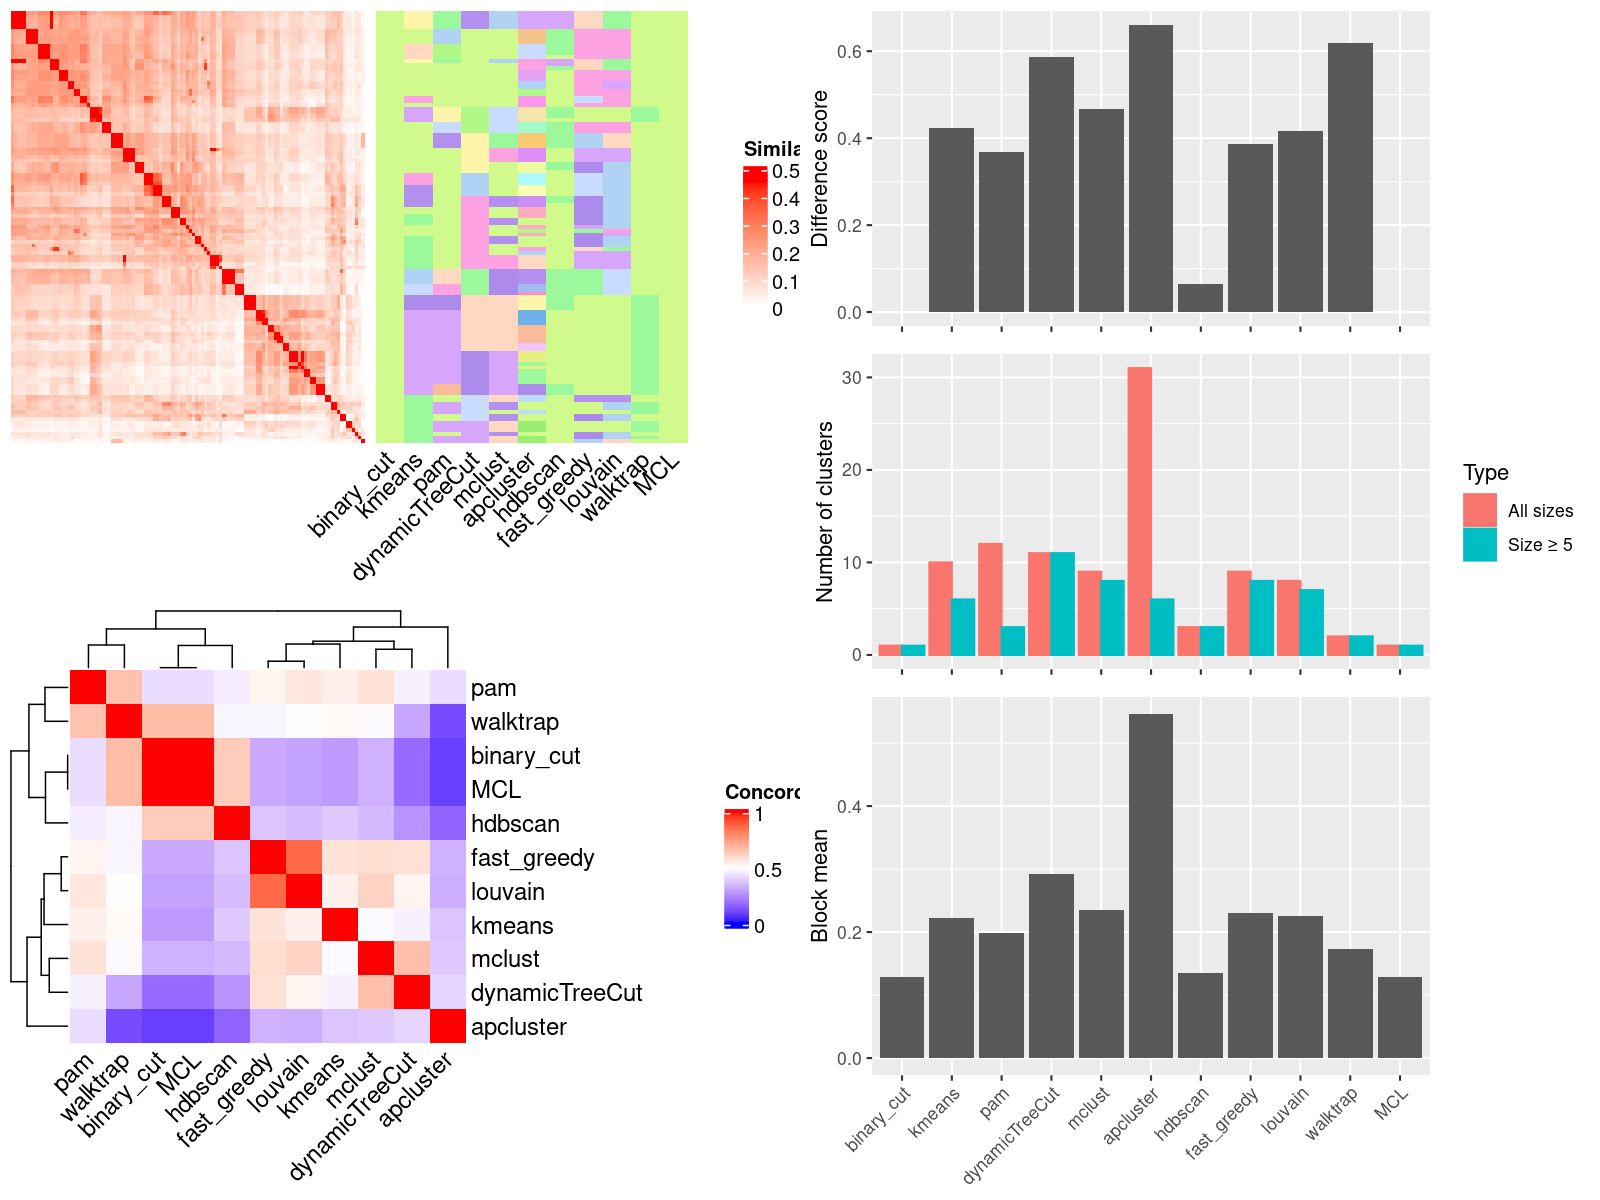 Simila
0.5
0.4
0.3
0.2
0.1
0
binary_cut
kmeans
pam
dynamicTreeCut
mclust
apcluster
hdbscan
fast_greedy
louvain
walktrap
MCL
pam
walktrap
binary_cut
MCL
hdbscan
fast_greedy
louvain
kmeans
mclust
dynamicTreeCut
apcluster
pam
walktrap
binary_cut
MCL
hdbscan
fast_greedy
louvain
kmeans
mclust
dynamicTreeCut
apcluster
Concord
1
0.5
0
Difference score
0.6
0.4
0.2
0.0
Number of clusters
30
20
10
0
Type
All sizes
Size ≥ 5
Block mean
0.4
0.2
0.0
binary_cut
kmeans
pam
dynamicTreeCut
mclust
apcluster
hdbscan
fast_greedy
louvain
walktrap
MCL